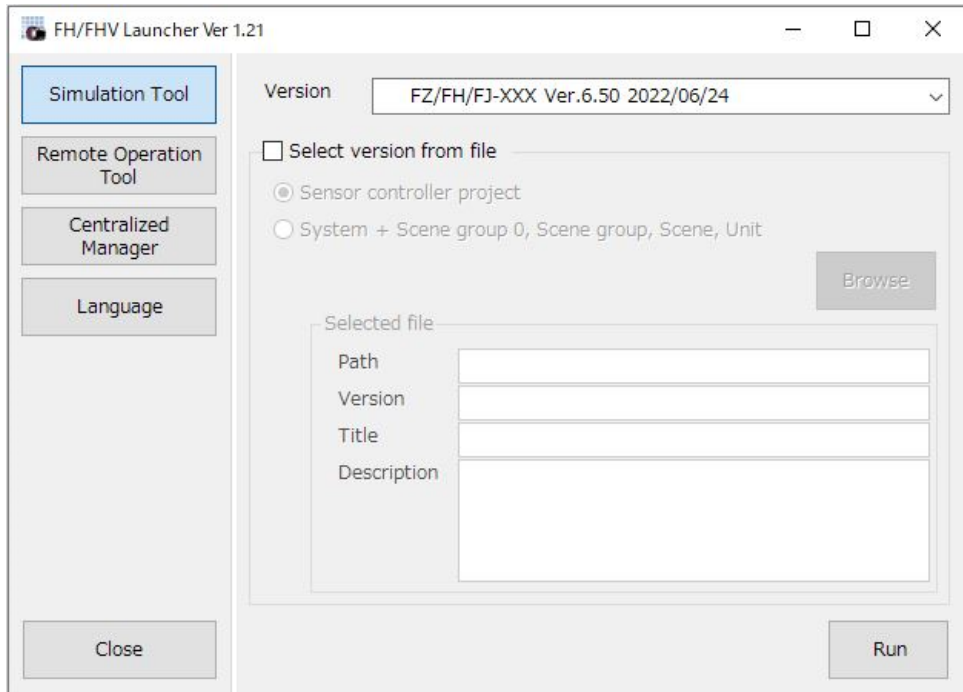 FH/FHV Launcher Ver 1.21
Simulation Tool
Remote Operation
Tool
Centralized
Manager
Language
Close
Version
FZ/FH/FJ-XXX Ver.6.50 2022/06/24
Select version from file
Sensor controller project
System + Scene group 0, Scene group, Scene, Unit
Browse
Selected file
Path
Version
Title
Description
Run